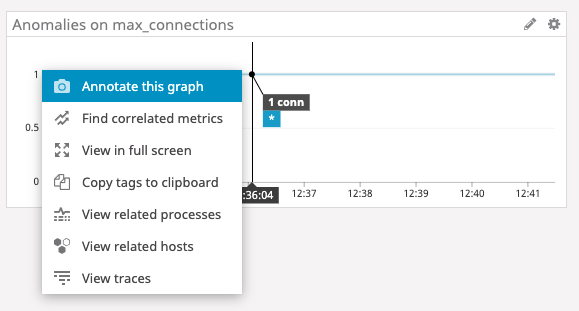 Anomalies on max_connections
1
Annotate this graph
1 conn
*
Find correlated metrics
0.5
View in full screen
Copy tags to clipboard
0
:36:04
12:37
12:38
12:39
12:40
12:41
View related processes
View related hosts
View traces